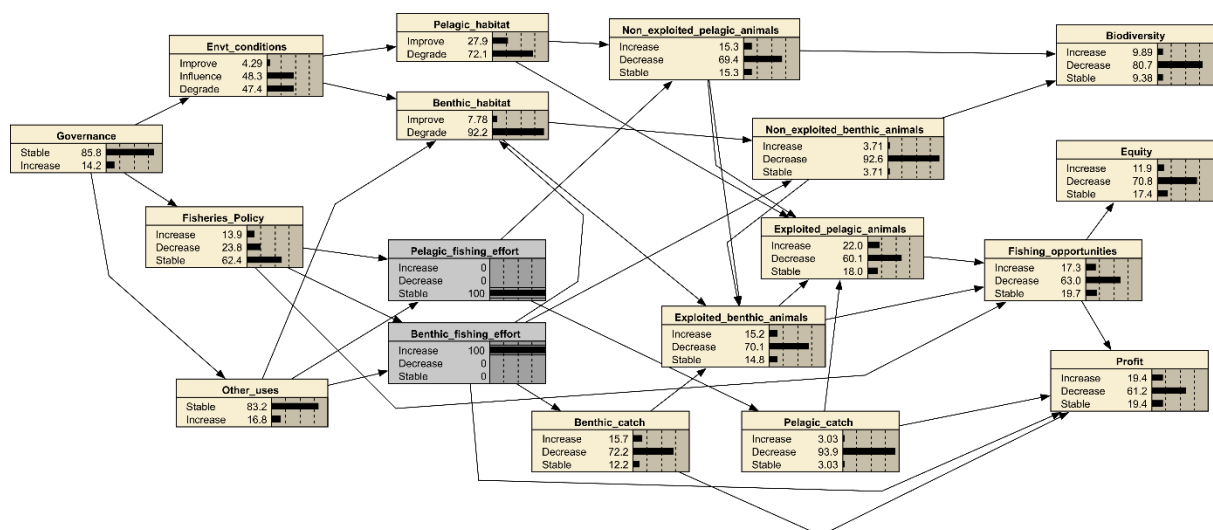 Pelagic_habitat
Improve 27.9
Degrade 72.1
Non_exploited_pelagic_animals
Increase 15.3
Decrease 69.4
Stable 15.3
Biodiversity
Increase 9.89
Decrease 80.7
Stable 9.38
Envt_conditions
Improve 4.29
Influence 48.3
Degrade 47.4
Benthic_habitat
Improve 7.78
Degrade 92.2
Governance
Stable 85.8
Increase 14.2
Non_exploited_benthic_animals
Increase 3.71
Decrease 92.6
Stable 3.71
Equity
Increase 11.9
Decrease 70.8
Stable 17.4
Fisheries_Policy
Increase 13.9
Decrease 23.8
Stable 62.4
Pelagic_fishing_effort
Increase 0
Decrease 0
Stable 100
Exploited_pelagic_animals
Increase 22.0
Decrease 60.1
Stable 18.0
Fishing_opportunities
Increase 17.3
Decrease 63.0
Stable 19.7
Benthic_fishing_effort
Increase 100
Decrease 0
Stable 0
Exploited_benthic_animals
Increase 15.2
Decrease 70.1
Stable 14.8
Profit
Increase 19.4
Decrease 61.2
Stable 19.4
Other_uses
Stable 83.2
Increase 16.8
Benthic_catch
Increase 15.7
Decrease 72.2
Stable 12.2
Pelagic_catch
Increase 3.03
Decrease 93.9
Stable 3.03